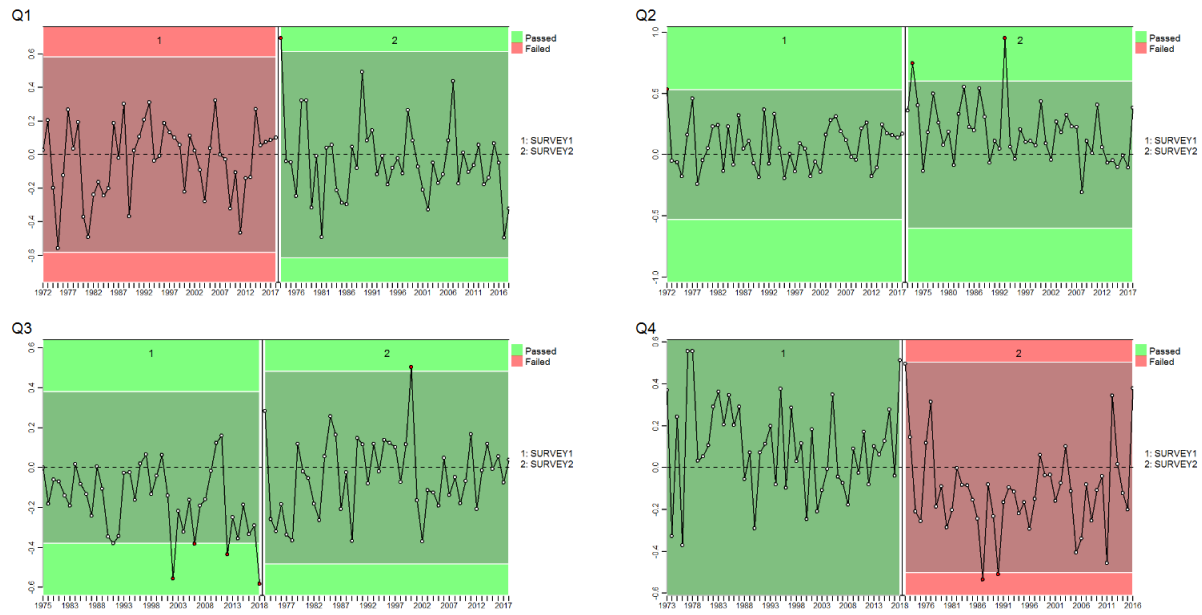 Q1
1
2
Passed
Failed
0.6
0.4
0.2
0.0
-0.2
-0.4
-0.6
1: SURVEY1
2: SURVEY2
1972 1977 1982 1987 1992 1997 2002 2007 2012 2017 1976 1981 1986 1991 1996 2001 2006 2011 2016
Q2
1
2
Passed
Failed
1.0
0.5
0.0
-0.5
-1.0
1: SURVEY1
2: SURVEY2
1972 1977 1982 1987 1992 1997 2002 2007 2012 2019 1975 1981 1987 1992 1997 2002 2007 2012 2017
Q3
1
2
Passed
Failed
0.6
0.4
0.2
0.0
-0.2
-0.4
-0.6
1: SURVEY1
2: SURVEY2
1975 1983 1988 1993 1998 2003 2008 2013 2018 1977 1982 1987 1992 1997 2002 2007 2012 2017
Q4
1
2
Passed
Failed
0.6
0.4
0.2
0.0
-0.2
-0.4
-0.6
1: SURVEY1
2: SURVEY2
1973 1978 1983 1988 1993 1998 2003 2008 2013 2018 1976 1981 1986 1991 1996 2001 2006 2011 2016